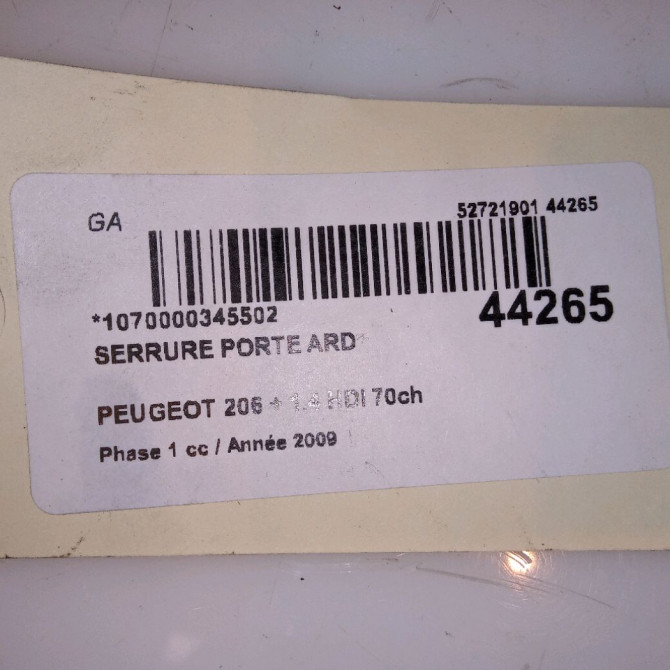 GA
52721901 44265
*1070000345502
44265
SERRURE PORTE ARD
PEUGEOT 206 + 1.4 HDI 70ch
Phase 1 cc / Année 2009